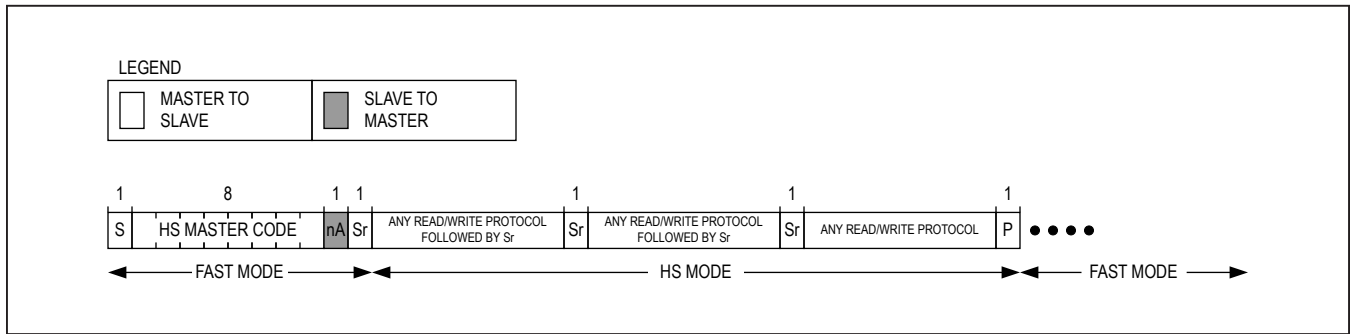 LEGEND
MASTER TO
SLAVE
SLAVE TO
MASTER
1 8 1 1 1 1 1
S HS MASTER CODE nA Sr ANY READ/WRITE PROTOCOL
FOLLOWED BY Sr Sr ANY READ/WRITE PROTOCOL
FOLLOWED BY Sr Sr ANY READ/WRITE PROTOCOL P
FAST MODE HS MODE FAST MODE